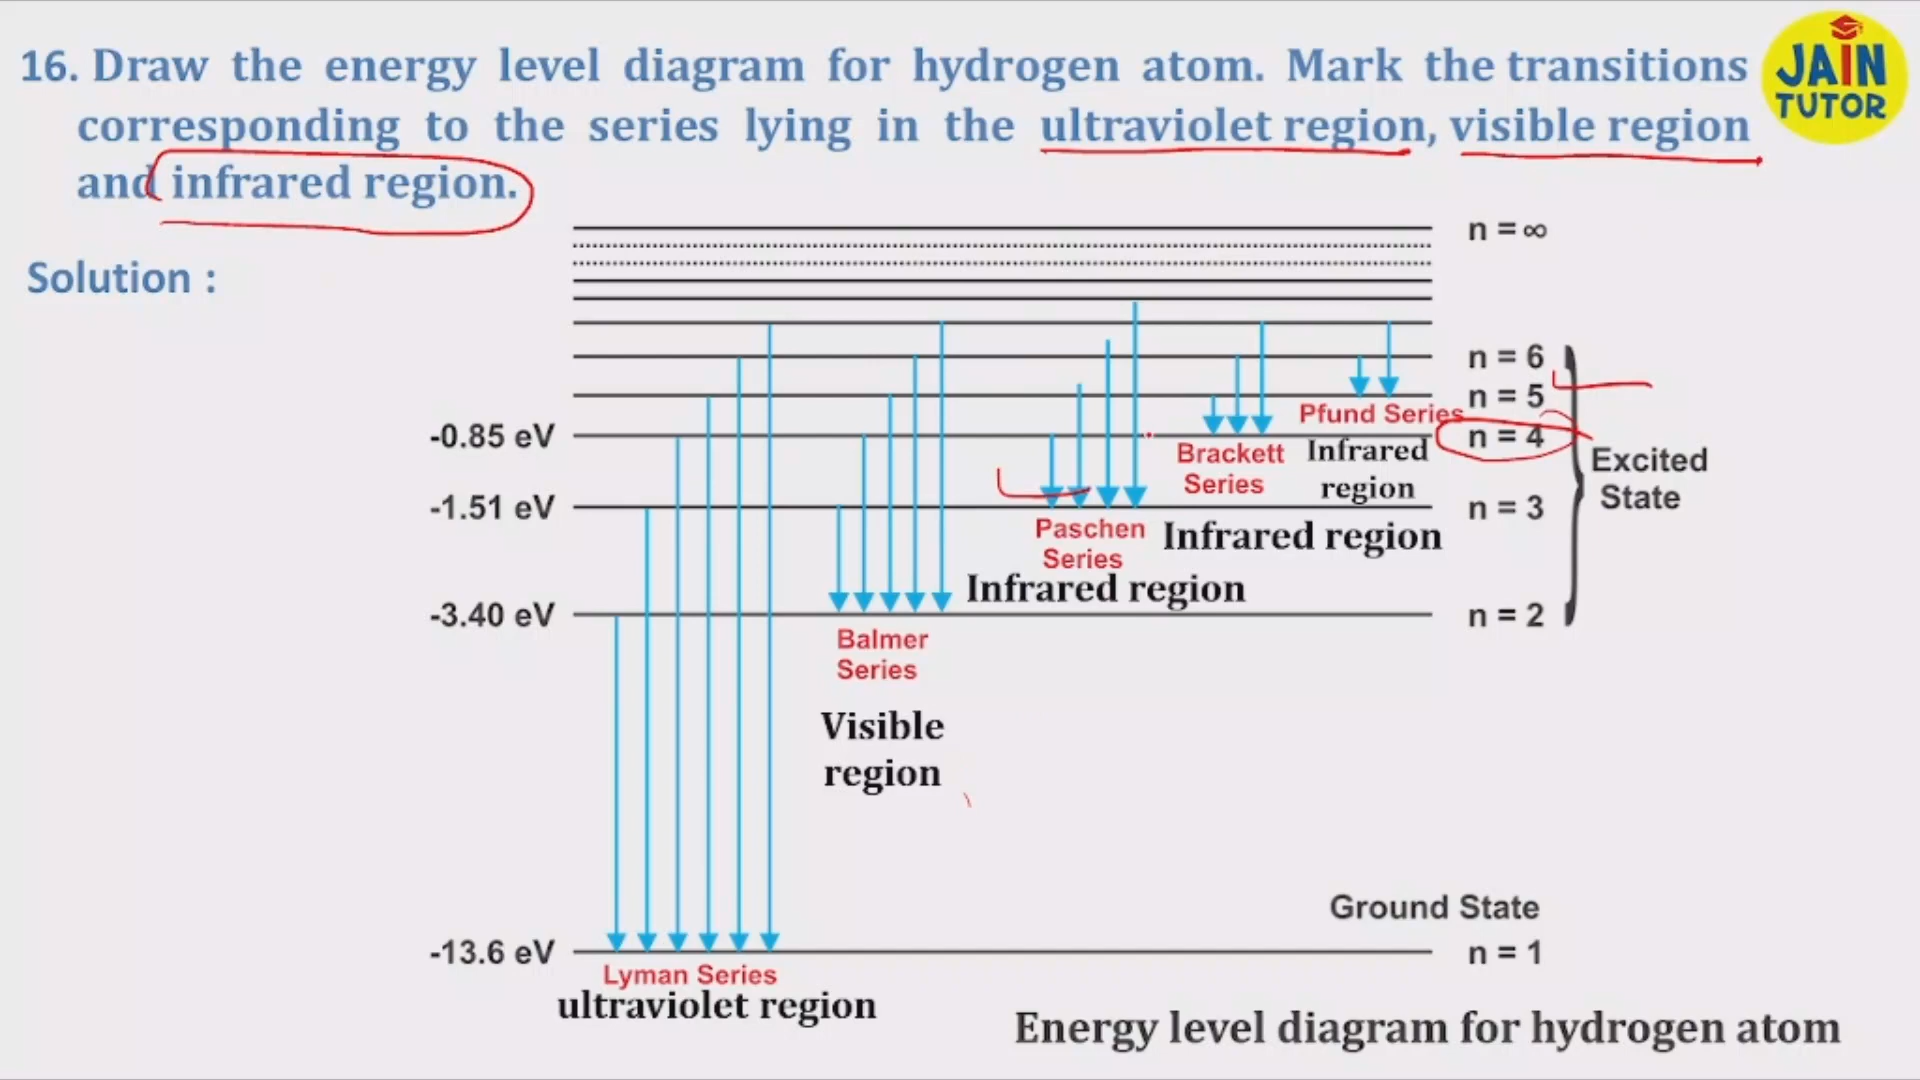 16. Draw the energy level diagram for hydrogen atom. Mark the transitions
corresponding to the series lying in the ultraviolet region, visible region
and infrared region.
JAIN
TUTOR
Solution :
n = ∞
n = 6
n = 5
Pfund Series
-0.85 eV
n = 4
Brackett
Series
Infrared
region
Excited
State
-1.51 eV
n = 3
Paschen
Series
Infrared region
Infrared region
-3.40 eV
n = 2
Balmer
Series
Visible
region
Ground State
-13.6 eV
n = 1
Lyman Series
ultraviolet region
Energy level diagram for hydrogen atom